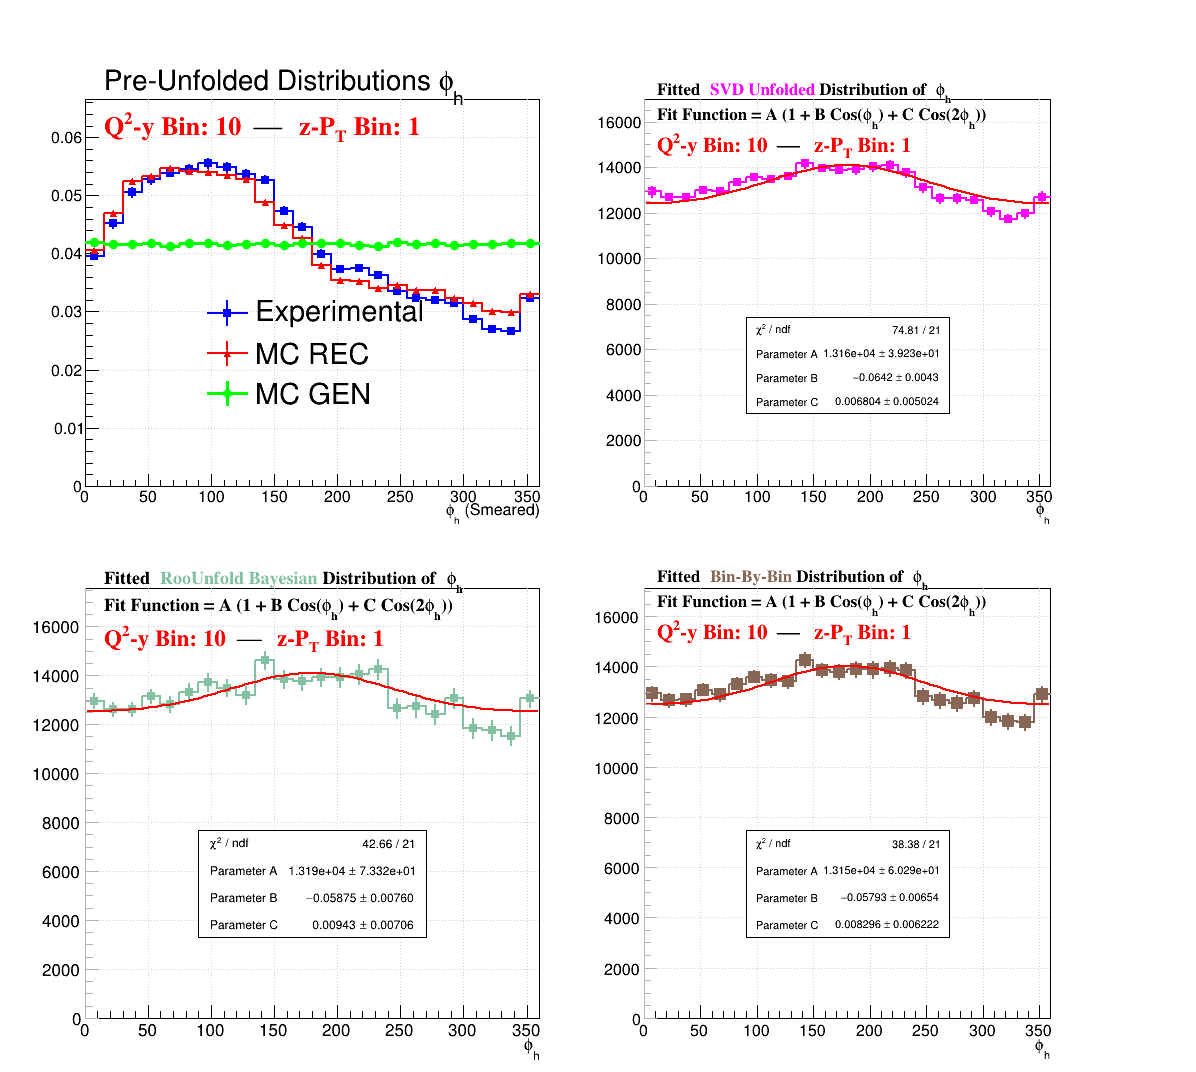 Pre-Unfolded Distributions ϕh
Q²-y Bin: 10 — z-PT Bin: 1
0.06
0.05
0.04
0.03
0.02
0.01
0
Experimental
MC REC
MC GEN
0 50 100 150 200 250 300 350
ϕh (Smeared)
Fitted SVD Unfolded Distribution of ϕh
Fit Function = A (1 + B Cos(ϕh) + C Cos(2ϕh))
Q²-y Bin: 10 — z-PT Bin: 1
16000
14000
12000
10000
8000
6000
4000
2000
0
χ² / ndf 74.81 / 21
Parameter A 1.316e+04 ± 3.923e+01
Parameter B −0.0642 ± 0.0043
Parameter C 0.006804 ± 0.005024
0 50 100 150 200 250 300 350
ϕh
Fitted RooUnfold Bayesian Distribution of ϕh
Fit Function = A (1 + B Cos(ϕh) + C Cos(2ϕh))
Q²-y Bin: 10 — z-PT Bin: 1
16000
14000
12000
10000
8000
6000
4000
2000
0
χ² / ndf 42.66 / 21
Parameter A 1.319e+04 ± 7.332e+01
Parameter B −0.05875 ± 0.00760
Parameter C 0.00943 ± 0.00706
0 50 100 150 200 250 300 350
ϕh
Fitted Bin-By-Bin Distribution of ϕh
Fit Function = A (1 + B Cos(ϕh) + C Cos(2ϕh))
Q²-y Bin: 10 — z-PT Bin: 1
16000
14000
12000
10000
8000
6000
4000
2000
0
χ² / ndf 38.38 / 21
Parameter A 1.315e+04 ± 6.029e+01
Parameter B −0.05793 ± 0.00654
Parameter C 0.008296 ± 0.006222
0 50 100 150 200 250 300 350
ϕh